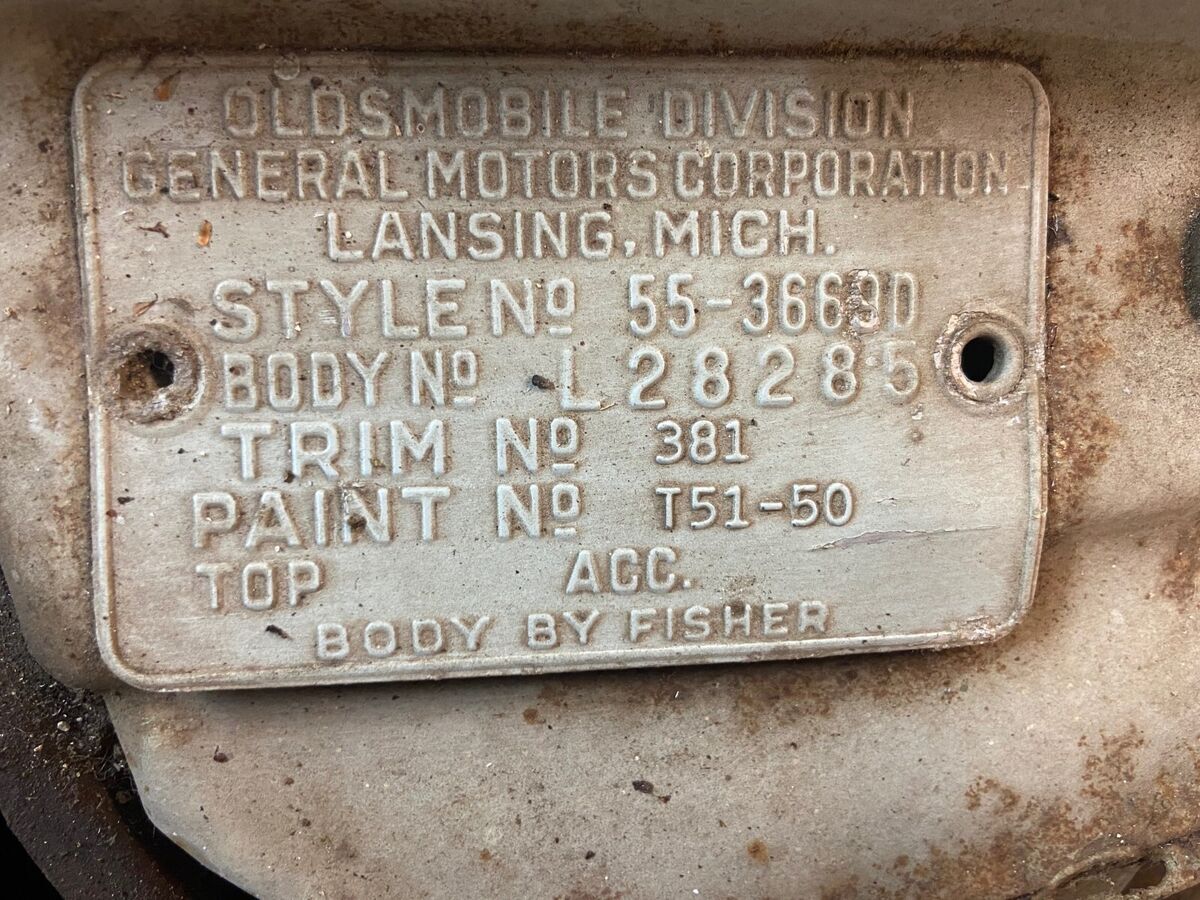 OLDSMOBILE DIVISION
GENERAL MOTORS CORPORATION
LANSING, MICH.
STYLE Nº 55-3669D
BODY Nº L28285
TRIM Nº 381
PAINT Nº T51-50
TOP ACC.
BODY BY FISHER